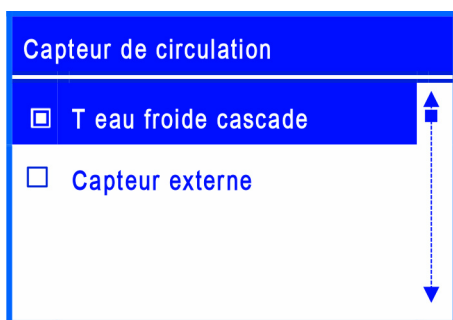 Capteur de circulation
T eau froide cascade
Capteur externe